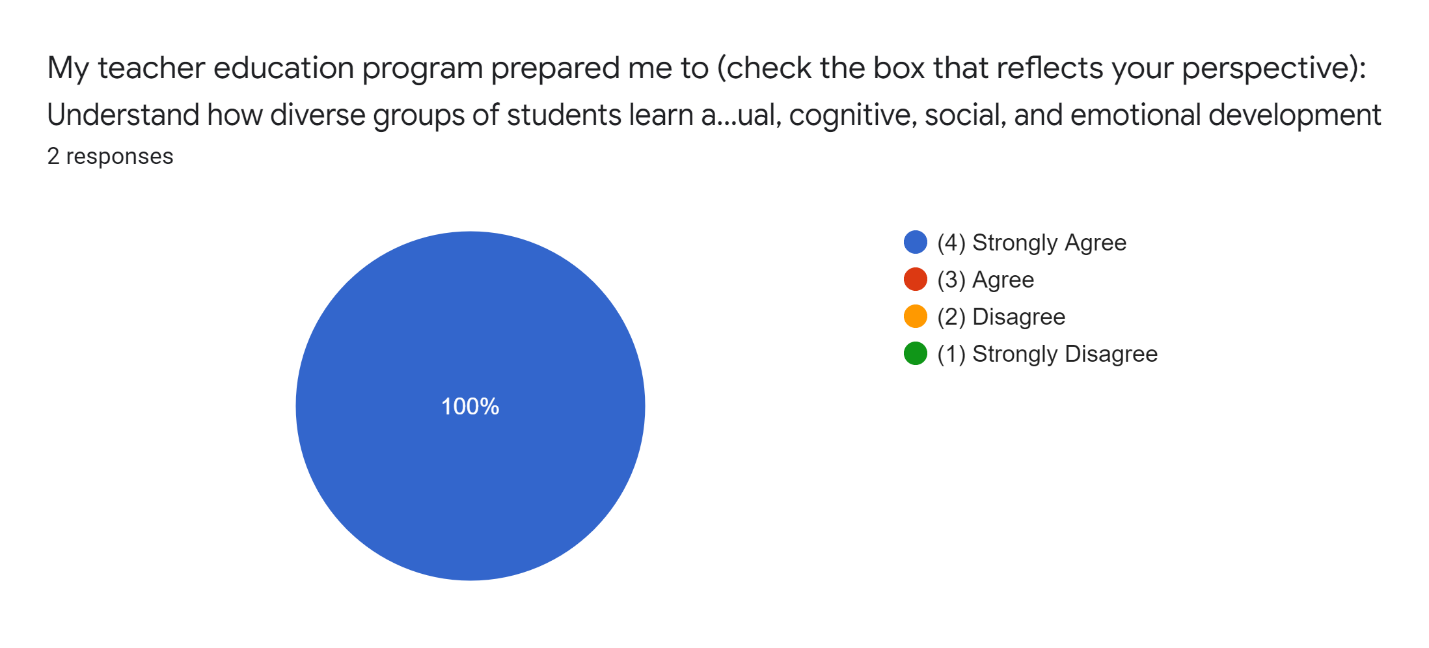 My teacher education program prepared me to (check the box that reflects your perspective):
Understand how diverse groups of students learn a...ual, cognitive, social, and emotional development
2 responses
(4) Strongly Agree
(3) Agree
(2) Disagree
(1) Strongly Disagree
100%